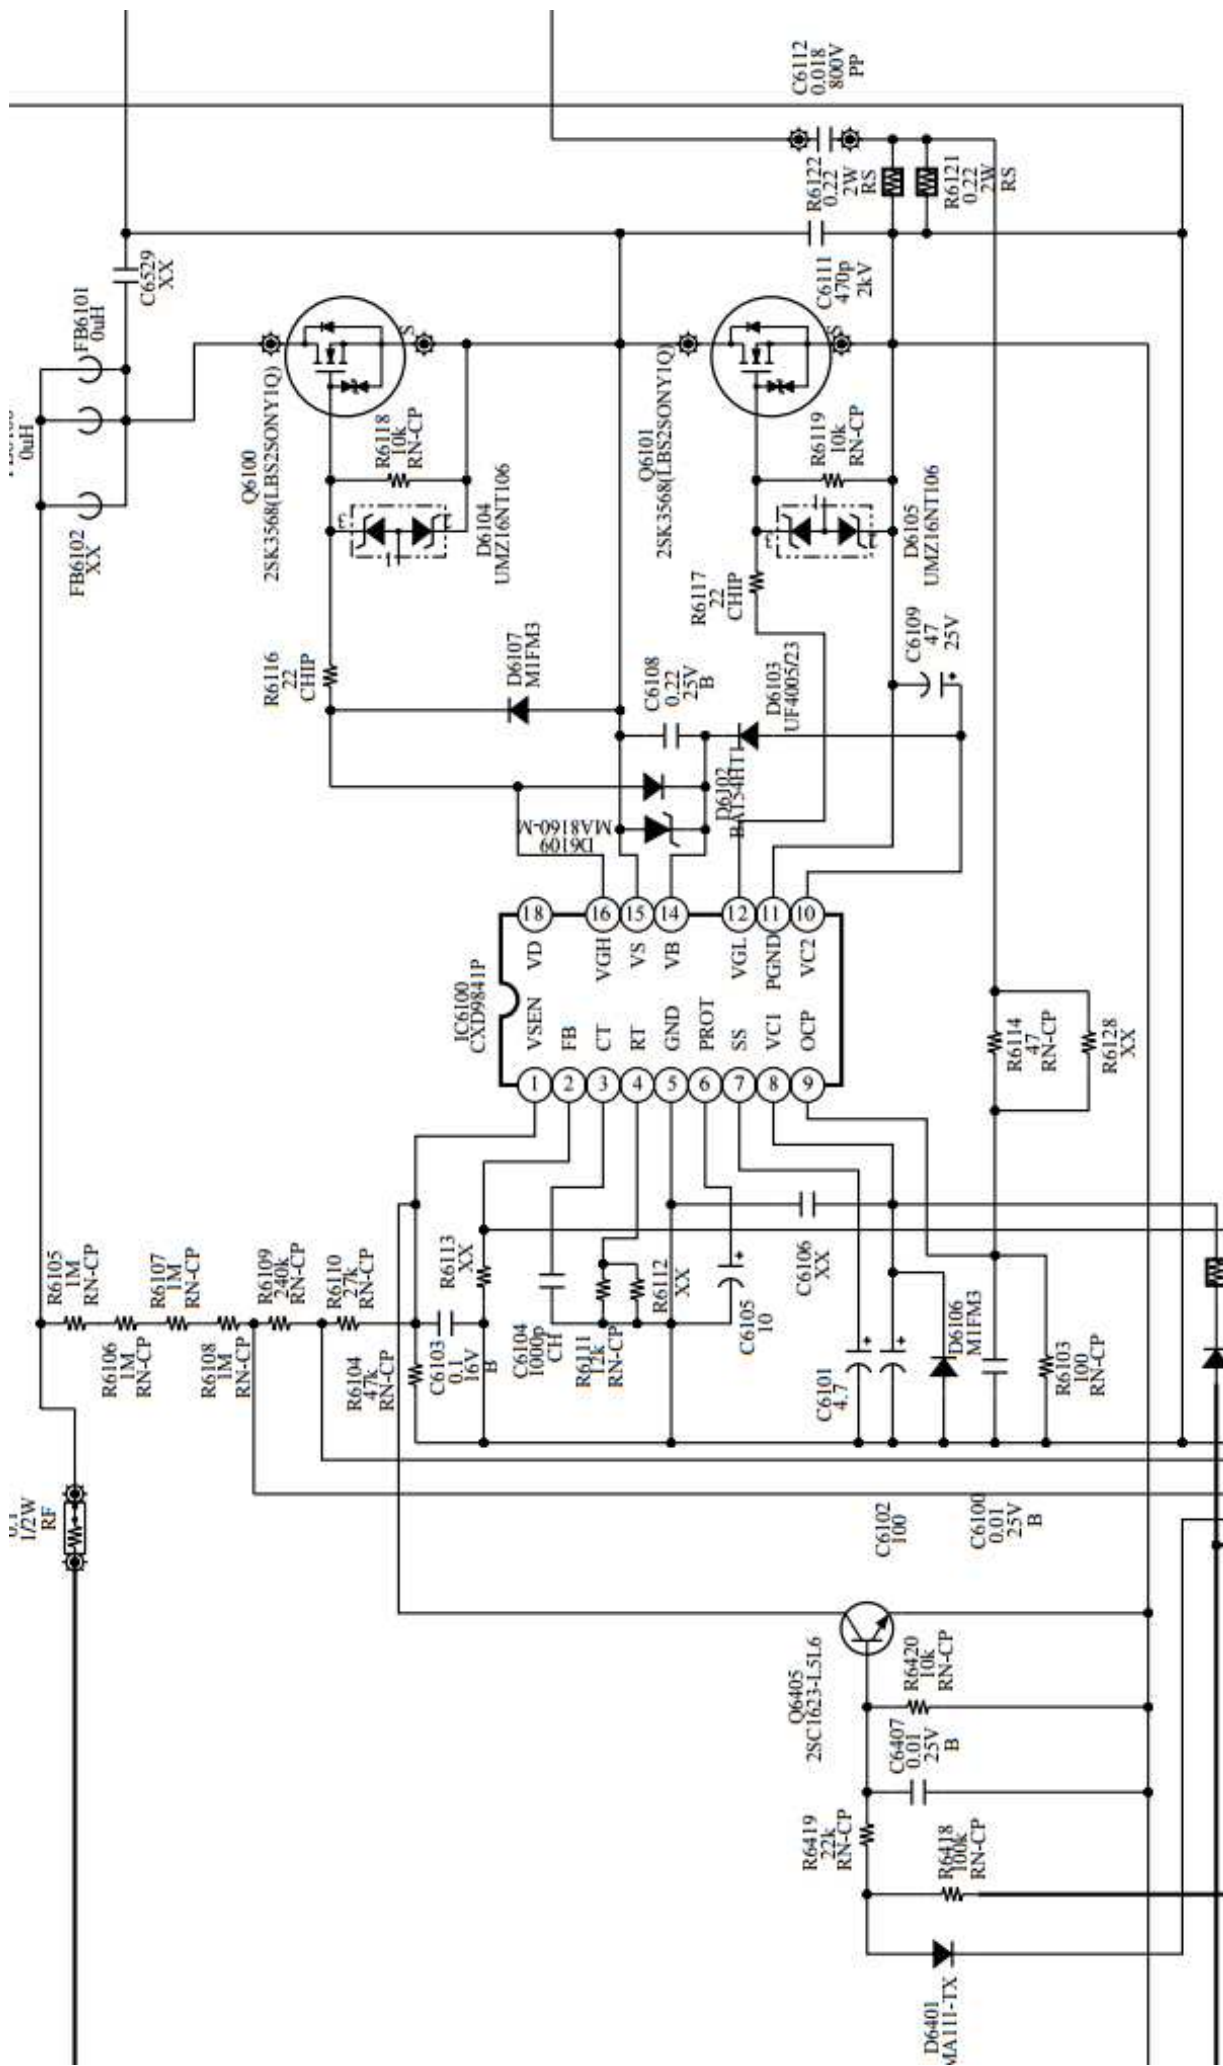 C6112
0.018
800V
PP
R6122
0.22
2W
RS
R6121
0.22
2W
RS
C6529
XX
C6111
470p
2kV
FB6101
0uH
0uH
FB6102
XX
Q6100
2SK3568(LBS2SONY1Q)
S
R6118
10k
RN-CP
D6104
UMZ16NT106
Q6101
2SK3568(LBS2SONY1Q)
S
R6119
10k
RN-CP
D6105
UMZ16NT106
R6117
22
CHIP
C6109
47
25V
R6116
22
CHIP
D6107
M1FM3
C6108
0.22
25V
B
D6103
UF4005/23
D6102
BAT54HT1
D6109
MA8160-M
IC6100
CXD9841P
18
16
15
14
12
11
10
VD
VGH
VS
VB
VGL
PGND
VC2
VSEN
FB
CT
RT
GND
PROT
SS
VC1
OCP
1
2
3
4
5
6
7
8
9
R6114
47
RN-CP
R6128
XX
R6105
1M
RN-CP
R6107
1M
RN-CP
R6109
240k
RN-CP
R6110
27k
RN-CP
R6113
XX
R6112
XX
C6106
XX
C6105
10
D6106
M1FM3
R6106
1M
RN-CP
R6108
1M
RN-CP
R6104
47k
RN-CP
C6103
0.1
16V
B
C6104
1000p
CH
R6111
12k
RN-CP
C6101
4.7
R6103
100
RN-CP
1/2W
RF
C6102
100
C6100
0.01
25V
B
Q6405
2SC1623-L5L6
R6420
10k
RN-CP
C6407
0.01
25V
B
R6419
22k
RN-CP
R6418
100k
RN-CP
D6401
MA111-TX